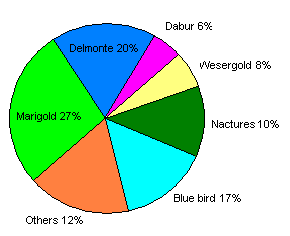 Dabur 6%
Delmonte 20%
Wesergold 8%
Marigold 27%
Nactures 10%
Blue bird 17%
Others 12%